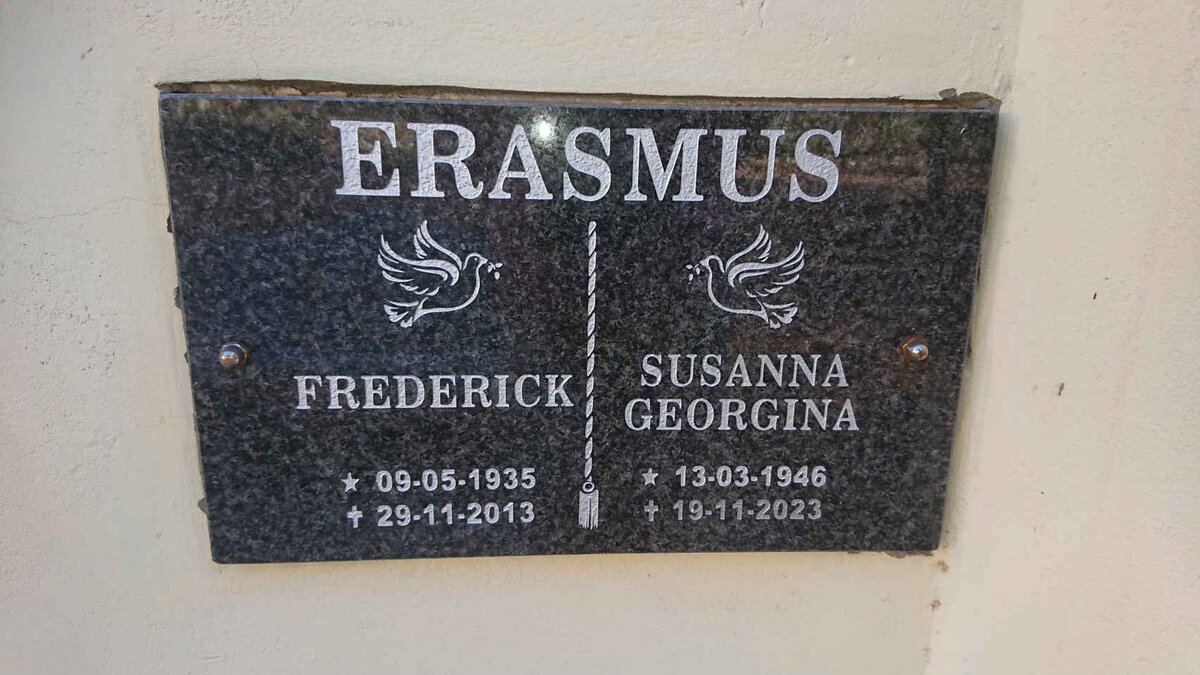 ERASMUS
FREDERICK
★ 09-05-1935
✝ 29-11-2013
SUSANNA
GEORGINA
★ 13-03-1946
✝ 19-11-2023